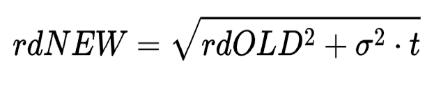 rdNEW = √rdOLD² + σ² · t